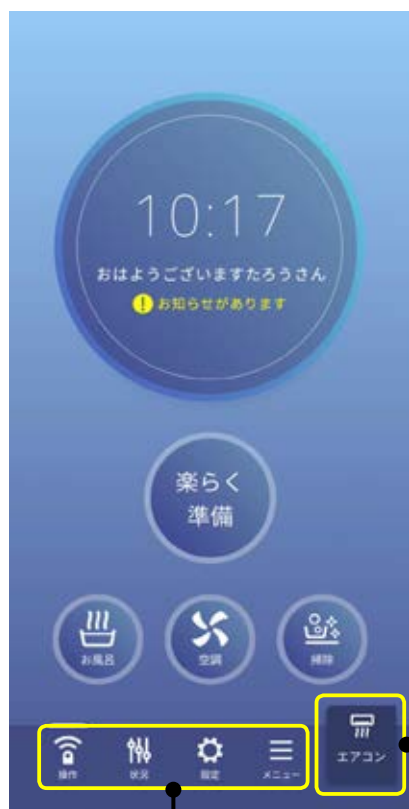 10:17
おはようございますたろうさん
! お知らせがあります
楽らく
準備
お風呂
空調
掃除
操作
状況
設定
メニュー
エアコン